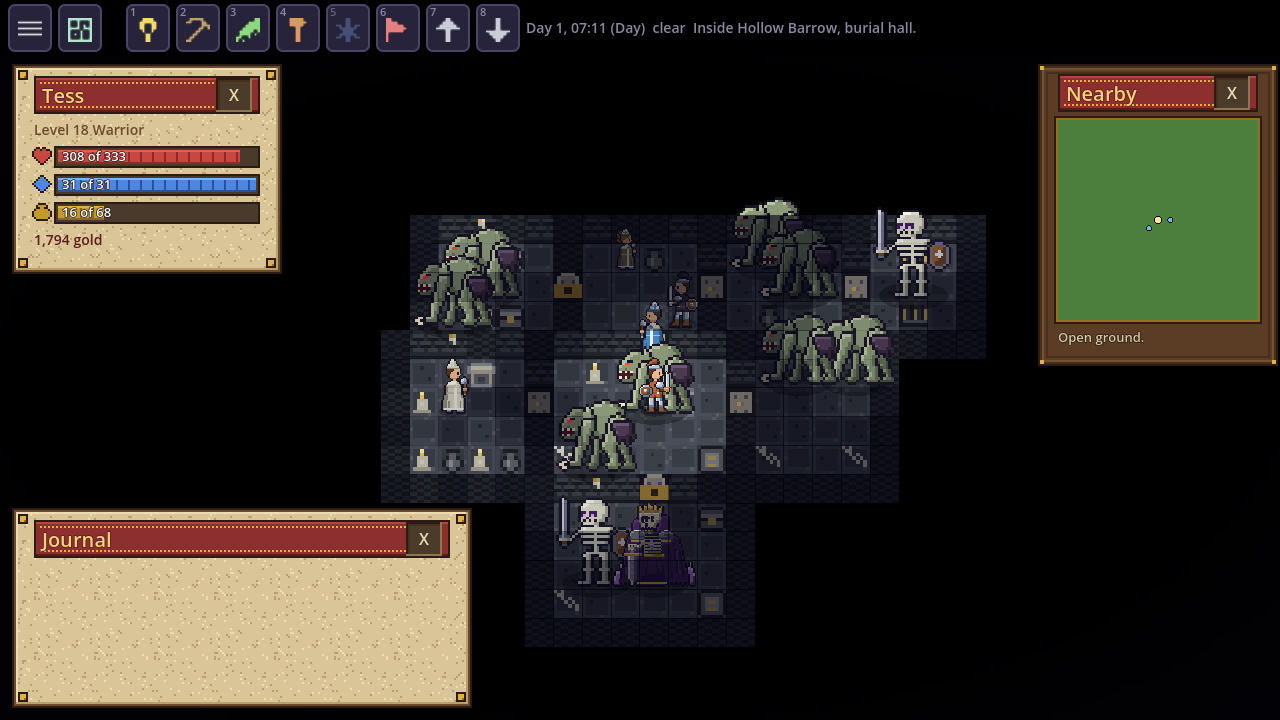 1 2 3 4 5 6 7 8
Day 1, 07:11 (Day) clear Inside Hollow Barrow, burial hall.
Tess X
Level 18 Warrior
308 of 333
31 of 31
16 of 68
1,794 gold
Nearby X
Open ground.
Journal X